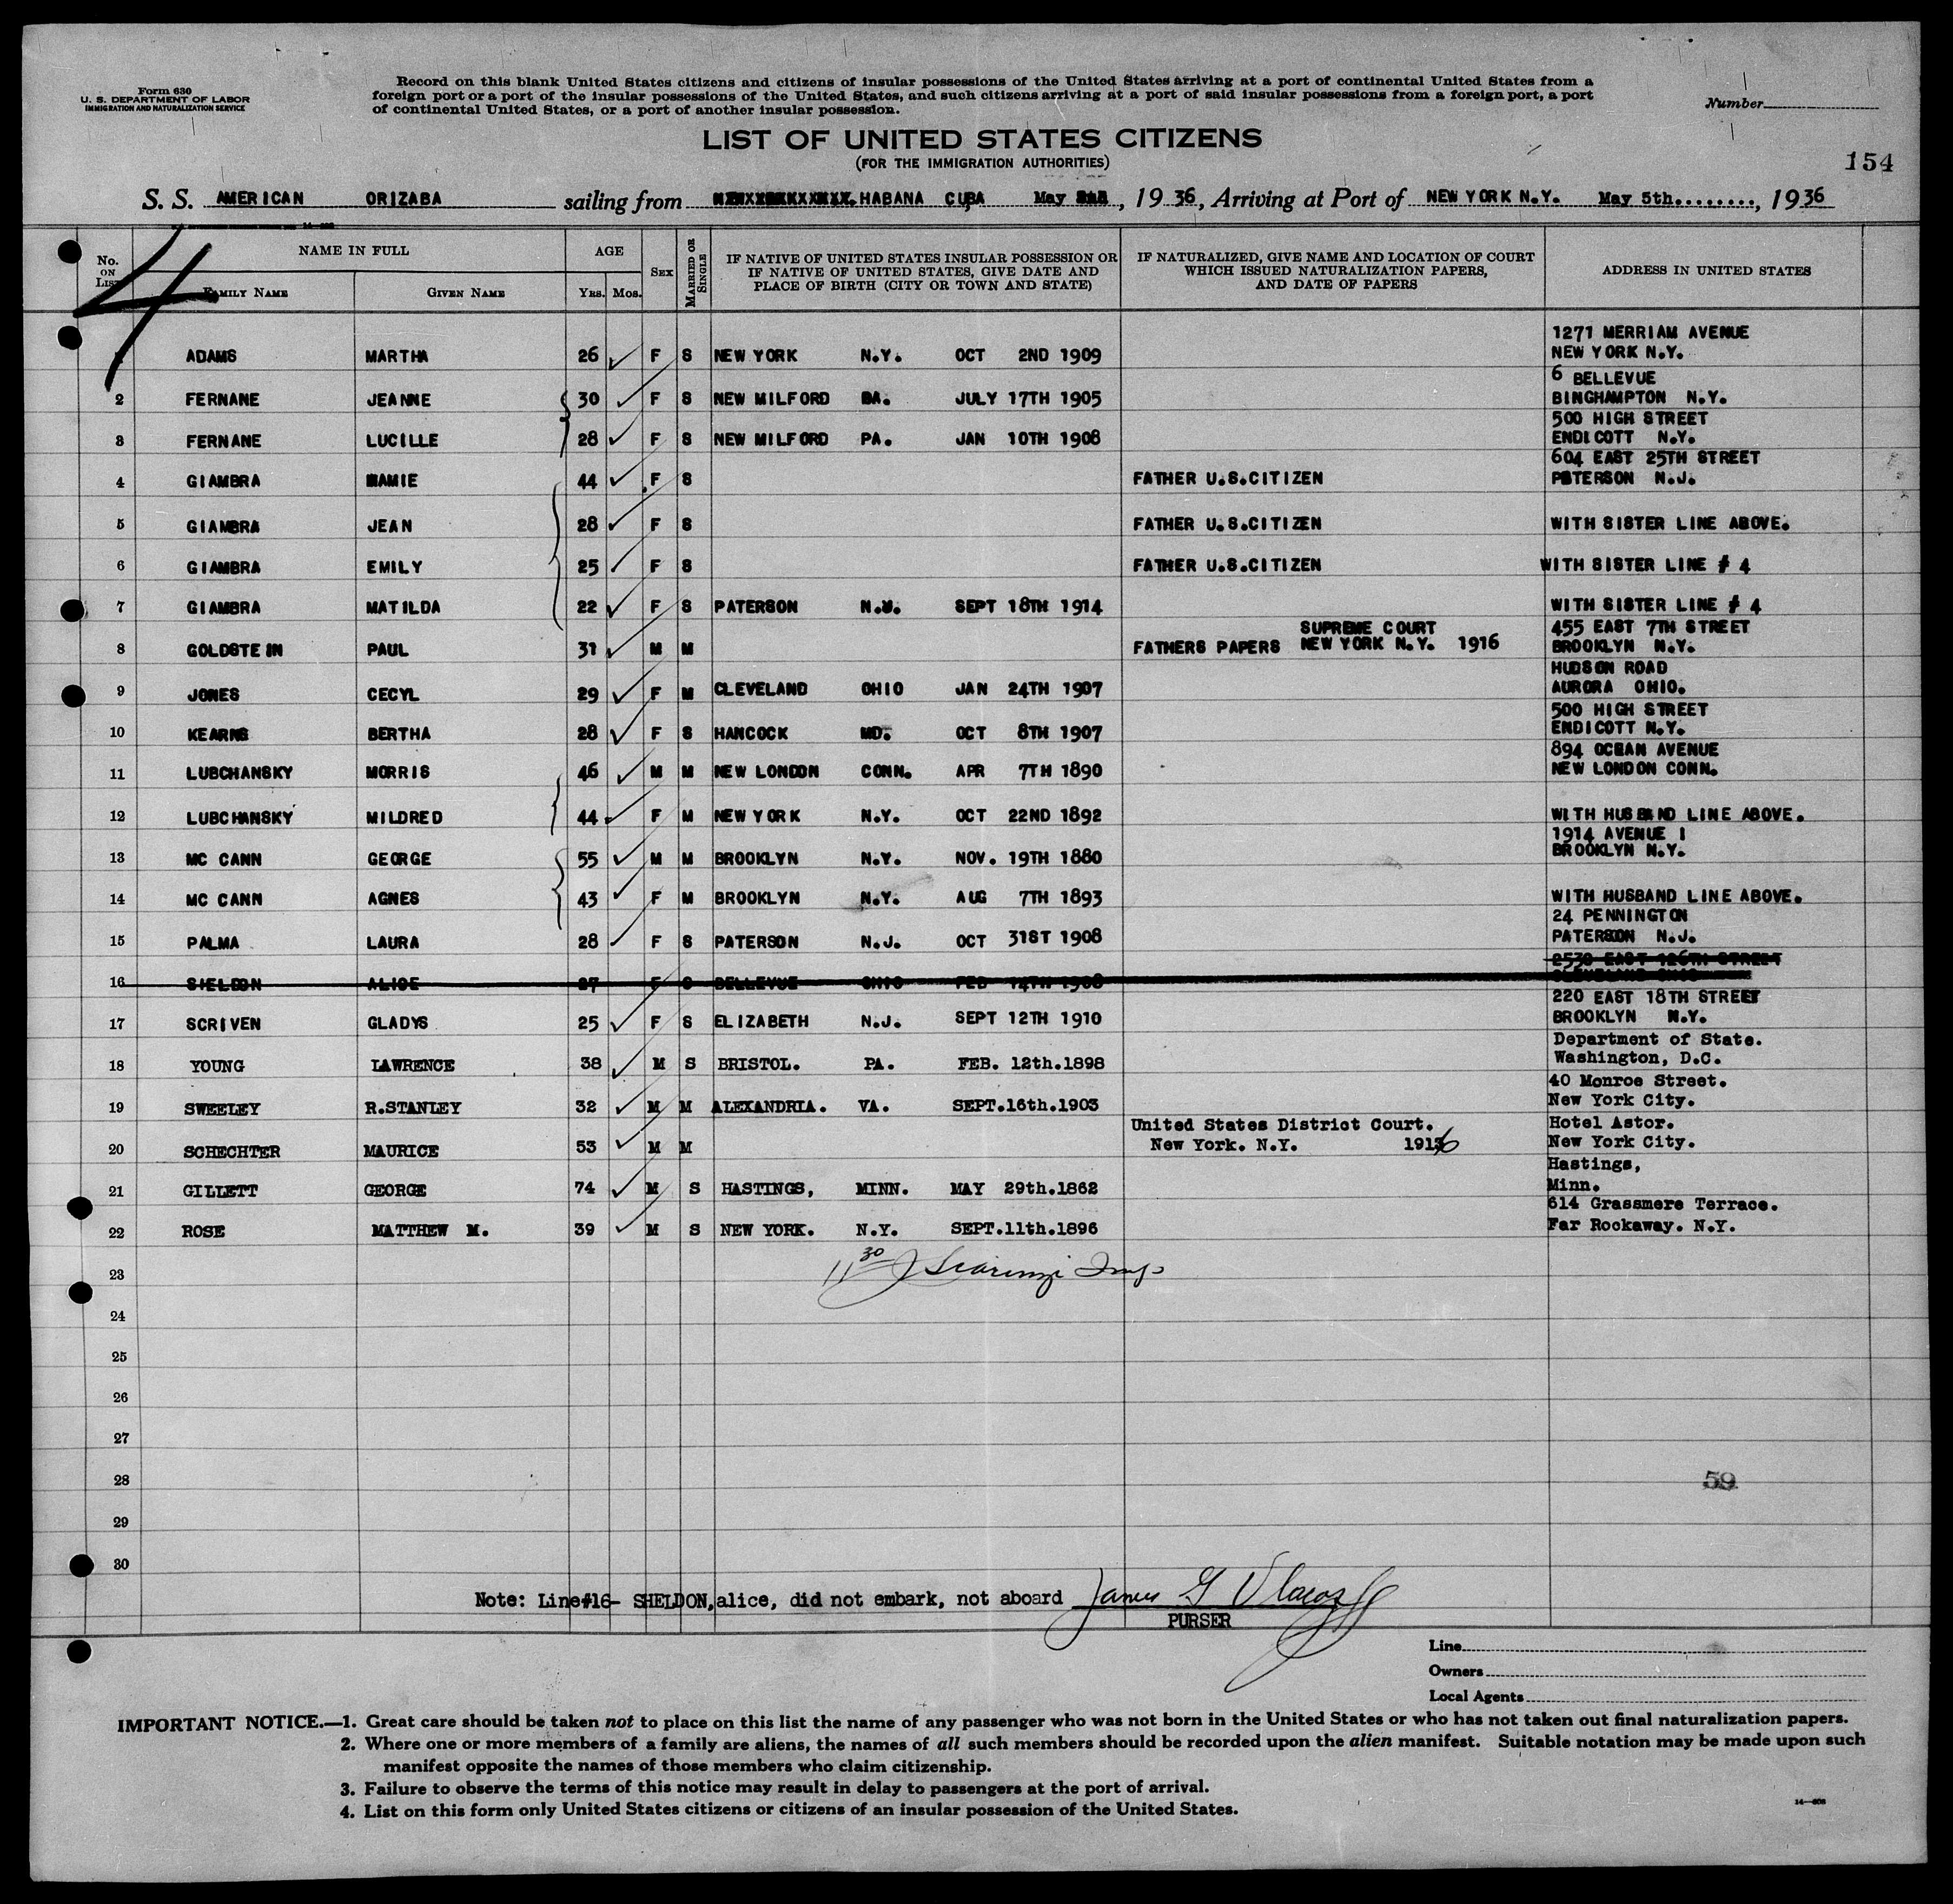 Form 630
U. S. DEPARTMENT OF LABOR
IMMIGRATION AND NATURALIZATION SERVICE
Record on this blank United States citizens and citizens of insular possessions of the United States arriving at a port of continental United States from a
foreign port or a port of the insular possessions of the United States, and such citizens arriving at a port of said insular possessions from a foreign port, a port
of continental United States, or a port of another insular possession.
Number
LIST OF UNITED STATES CITIZENS
(FOR THE IMMIGRATION AUTHORITIES)
154
S. S. AMERICAN ORIZABA sailing from HABANA CUBA May , 19 36, Arriving at Port of NEW YORK N.Y. May 5th........, 19 36
4
No. ON LIST
NAME IN FULL
FAMILY NAME GIVEN NAME
AGE
YRS. MOS.
SEX
MARRIED OR SINGLE
IF NATIVE OF UNITED STATES INSULAR POSSESSION OR
IF NATIVE OF UNITED STATES, GIVE DATE AND
PLACE OF BIRTH (CITY OR TOWN AND STATE)
IF NATURALIZED, GIVE NAME AND LOCATION OF COURT
WHICH ISSUED NATURALIZATION PAPERS,
AND DATE OF PAPERS
ADDRESS IN UNITED STATES
1271 MERRIAM AVENUE
ADAMS MARTHA 26 F S NEW YORK N.Y. OCT 2ND 1909 NEW YORK N.Y.
6 BELLEVUE
2 FERNANE JEANNE 30 F S NEW MILFORD PA. JULY 17TH 1905 BINGHAMPTON N.Y.
500 HIGH STREET
3 FERNANE LUCILLE 28 F S NEW MILFORD PA. JAN 10TH 1908 ENDICOTT N.Y.
604 EAST 25TH STREET
4 GIAMBRA MAMIE 44 F S FATHER U.S.CITIZEN PATERSON N.J.
5 GIAMBRA JEAN 28 F S FATHER U.S.CITIZEN WITH SISTER LINE ABOVE.
6 GIAMBRA EMILY 25 F S FATHER U.S.CITIZEN WITH SISTER LINE # 4
7 GIAMBRA MATILDA 22 F S PATERSON N.J. SEPT 18TH 1914 WITH SISTER LINE # 4
SUPREME COURT 455 EAST 7TH STREET
8 GOLDSTEIN PAUL 31 M M FATHERS PAPERS NEW YORK N.Y. 1916 BROOKLYN N.Y.
HUDSON ROAD
9 JONES CECYL 29 F M CLEVELAND OHIO JAN 24TH 1907 AURORA OHIO.
500 HIGH STREET
10 KEARNS BERTHA 28 F S HANCOCK MD. OCT 8TH 1907 ENDICOTT N.Y.
894 OCEAN AVENUE
11 LUBCHANSKY MORRIS 46 M M NEW LONDON CONN. APR 7TH 1890 NEW LONDON CONN.
12 LUBCHANSKY MILDRED 44 F M NEW YORK N.Y. OCT 22ND 1892 WITH HUSBAND LINE ABOVE.
1914 AVENUE I
13 MC CANN GEORGE 55 M M BROOKLYN N.Y. NOV. 19TH 1880 BROOKLYN N.Y.
14 MC CANN AGNES 43 F M BROOKLYN N.Y. AUG 7TH 1893 WITH HUSBAND LINE ABOVE.
24 PENNINGTON
15 PALMA LAURA 28 F S PATERSON N.J. OCT 31ST 1908 PATERSON N.J.
2530 EAST 126TH STREET
16 SHELDON ALICE 27 F S BELLEVUE OHIO FEB 14TH 1908 CLEVELAND OHIO
220 EAST 18TH STREET
17 SCRIVEN GLADYS 25 F S ELIZABETH N.J. SEPT 12TH 1910 BROOKLYN N.Y.
Department of State.
18 YOUNG LAWRENCE 38 M S BRISTOL. PA. FEB. 12th.1898 Washington, D.C.
40 Monroe Street.
19 SWEELEY R.STANLEY 32 M M ALEXANDRIA. VA. SEPT.16th.1903 New York City.
United States District Court. Hotel Astor.
20 SCHECHTER MAURICE 53 M M New York. N.Y. 1916 New York City.
Hastings,
21 GILLETT GEORGE 74 M S HASTINGS, MINN. MAY 29th.1862 Minn.
614 Grassmere Terrace.
22 ROSE MATTHEW M. 39 M S NEW YORK. N.Y. SEPT.11th.1896 Far Rockaway. N.Y.
23 11 30
24
25
26
27
28 59
29
30
Note: Line#16- SHELDON,alice, did not embark, not aboard James G
PURSER
Line
Owners
Local Agents
IMPORTANT NOTICE.—1. Great care should be taken not to place on this list the name of any passenger who was not born in the United States or who has not taken out final naturalization papers.
2. Where one or more members of a family are aliens, the names of all such members should be recorded upon the alien manifest. Suitable notation may be made upon such
manifest opposite the names of those members who claim citizenship.
3. Failure to observe the terms of this notice may result in delay to passengers at the port of arrival.
4. List on this form only United States citizens or citizens of an insular possession of the United States.